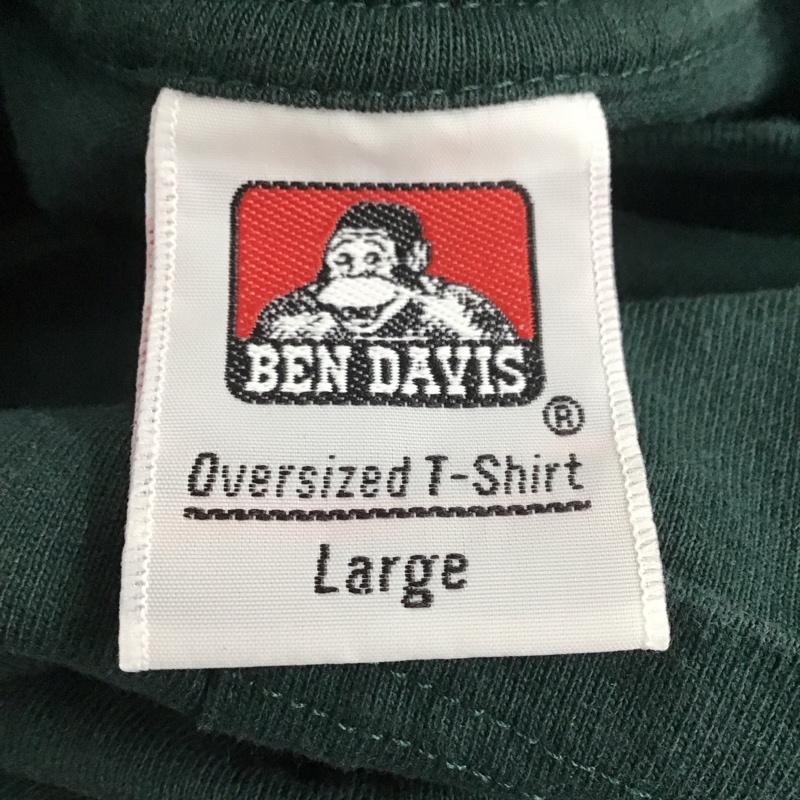 BEN DAVIS
®
Oversized T-Shirt
Large